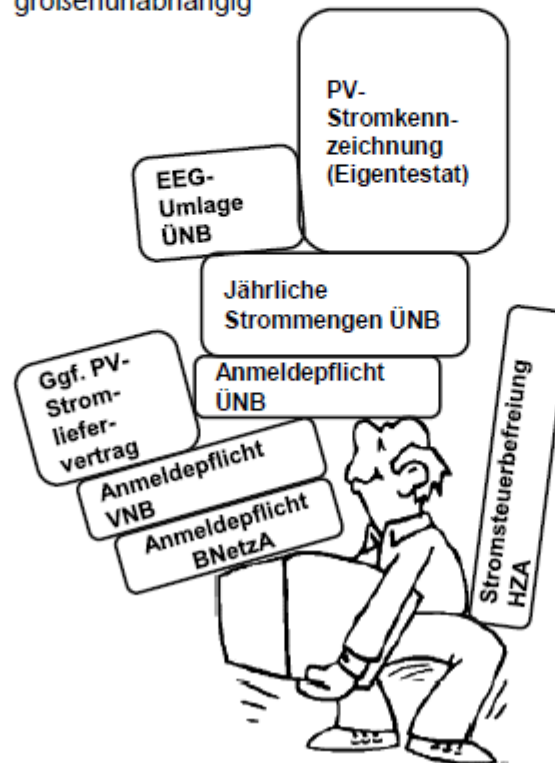 größenunabhängig
PV-
Stromkenn-
zeichnung
(Eigentestat)
EEG-
Umlage
ÜNB
Jährliche
Strommengen ÜNB
Anmeldepflicht
ÜNB
Ggf. PV-
Strom-
liefer-
vertrag
Anmeldepflicht
VNB
Anmeldepflicht
BNetzA
Stromsteuerbefreiung
HZA